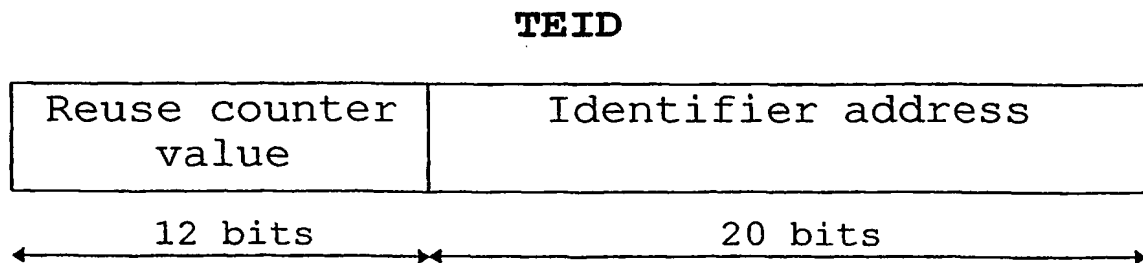 TEID
Reuse counter Identifier address
value
12 bits 20 bits